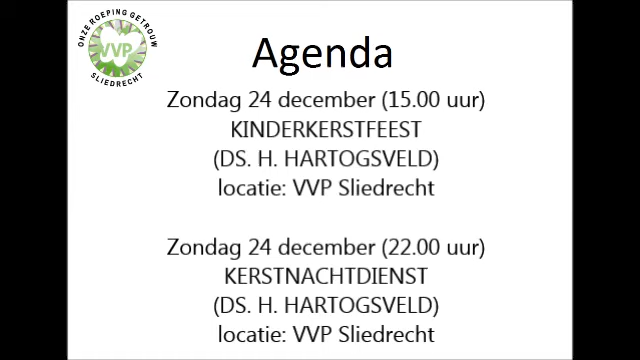 ONZE ROEPING GETROUW
VVP
SLIEDRECHT
Agenda
Zondag 24 december (15.00 uur)
KINDERKERSTFEEST
(DS. H. HARTOGSVELD)
locatie: VVP Sliedrecht
Zondag 24 december (22.00 uur)
KERSTNACHTDIENST
(DS. H. HARTOGSVELD)
locatie: VVP Sliedrecht